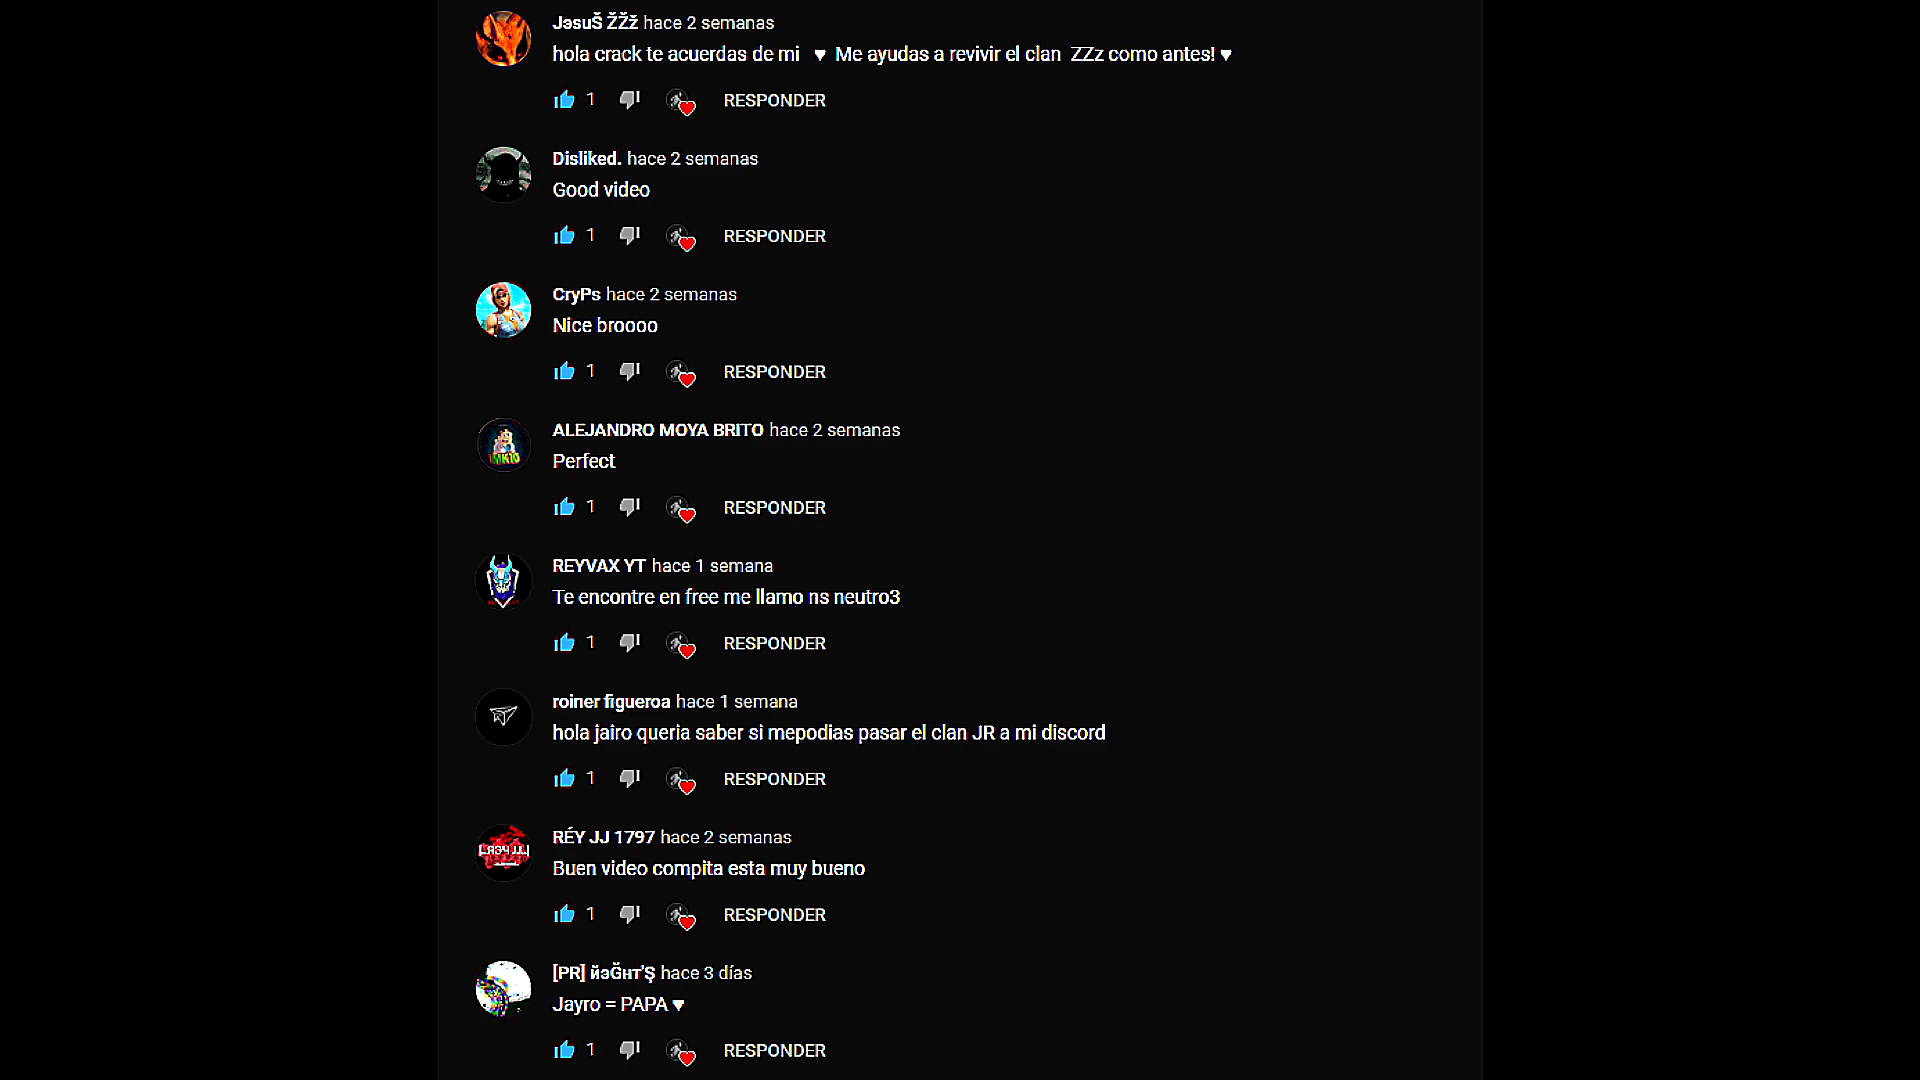 JəsuŠ ŽŽž hace 2 semanas
hola crack te acuerdas de mi ♥ Me ayudas a revivir el clan ZZz como antes! ♥
1 RESPONDER
Disliked. hace 2 semanas
Good video
1 RESPONDER
CryPs hace 2 semanas
Nice broooo
1 RESPONDER
ALEJANDRO MOYA BRITO hace 2 semanas
Perfect
1 RESPONDER
REYVAX YT hace 1 semana
Te encontre en free me llamo ns neutro3
1 RESPONDER
roiner figueroa hace 1 semana
hola jairo queria saber si mepodias pasar el clan JR a mi discord
1 RESPONDER
RÉY JJ 1797 hace 2 semanas
Buen video compita esta muy bueno
1 RESPONDER
[PR] йэĞнт'Ş hace 3 días
Jayro = PAPA ♥
1 RESPONDER